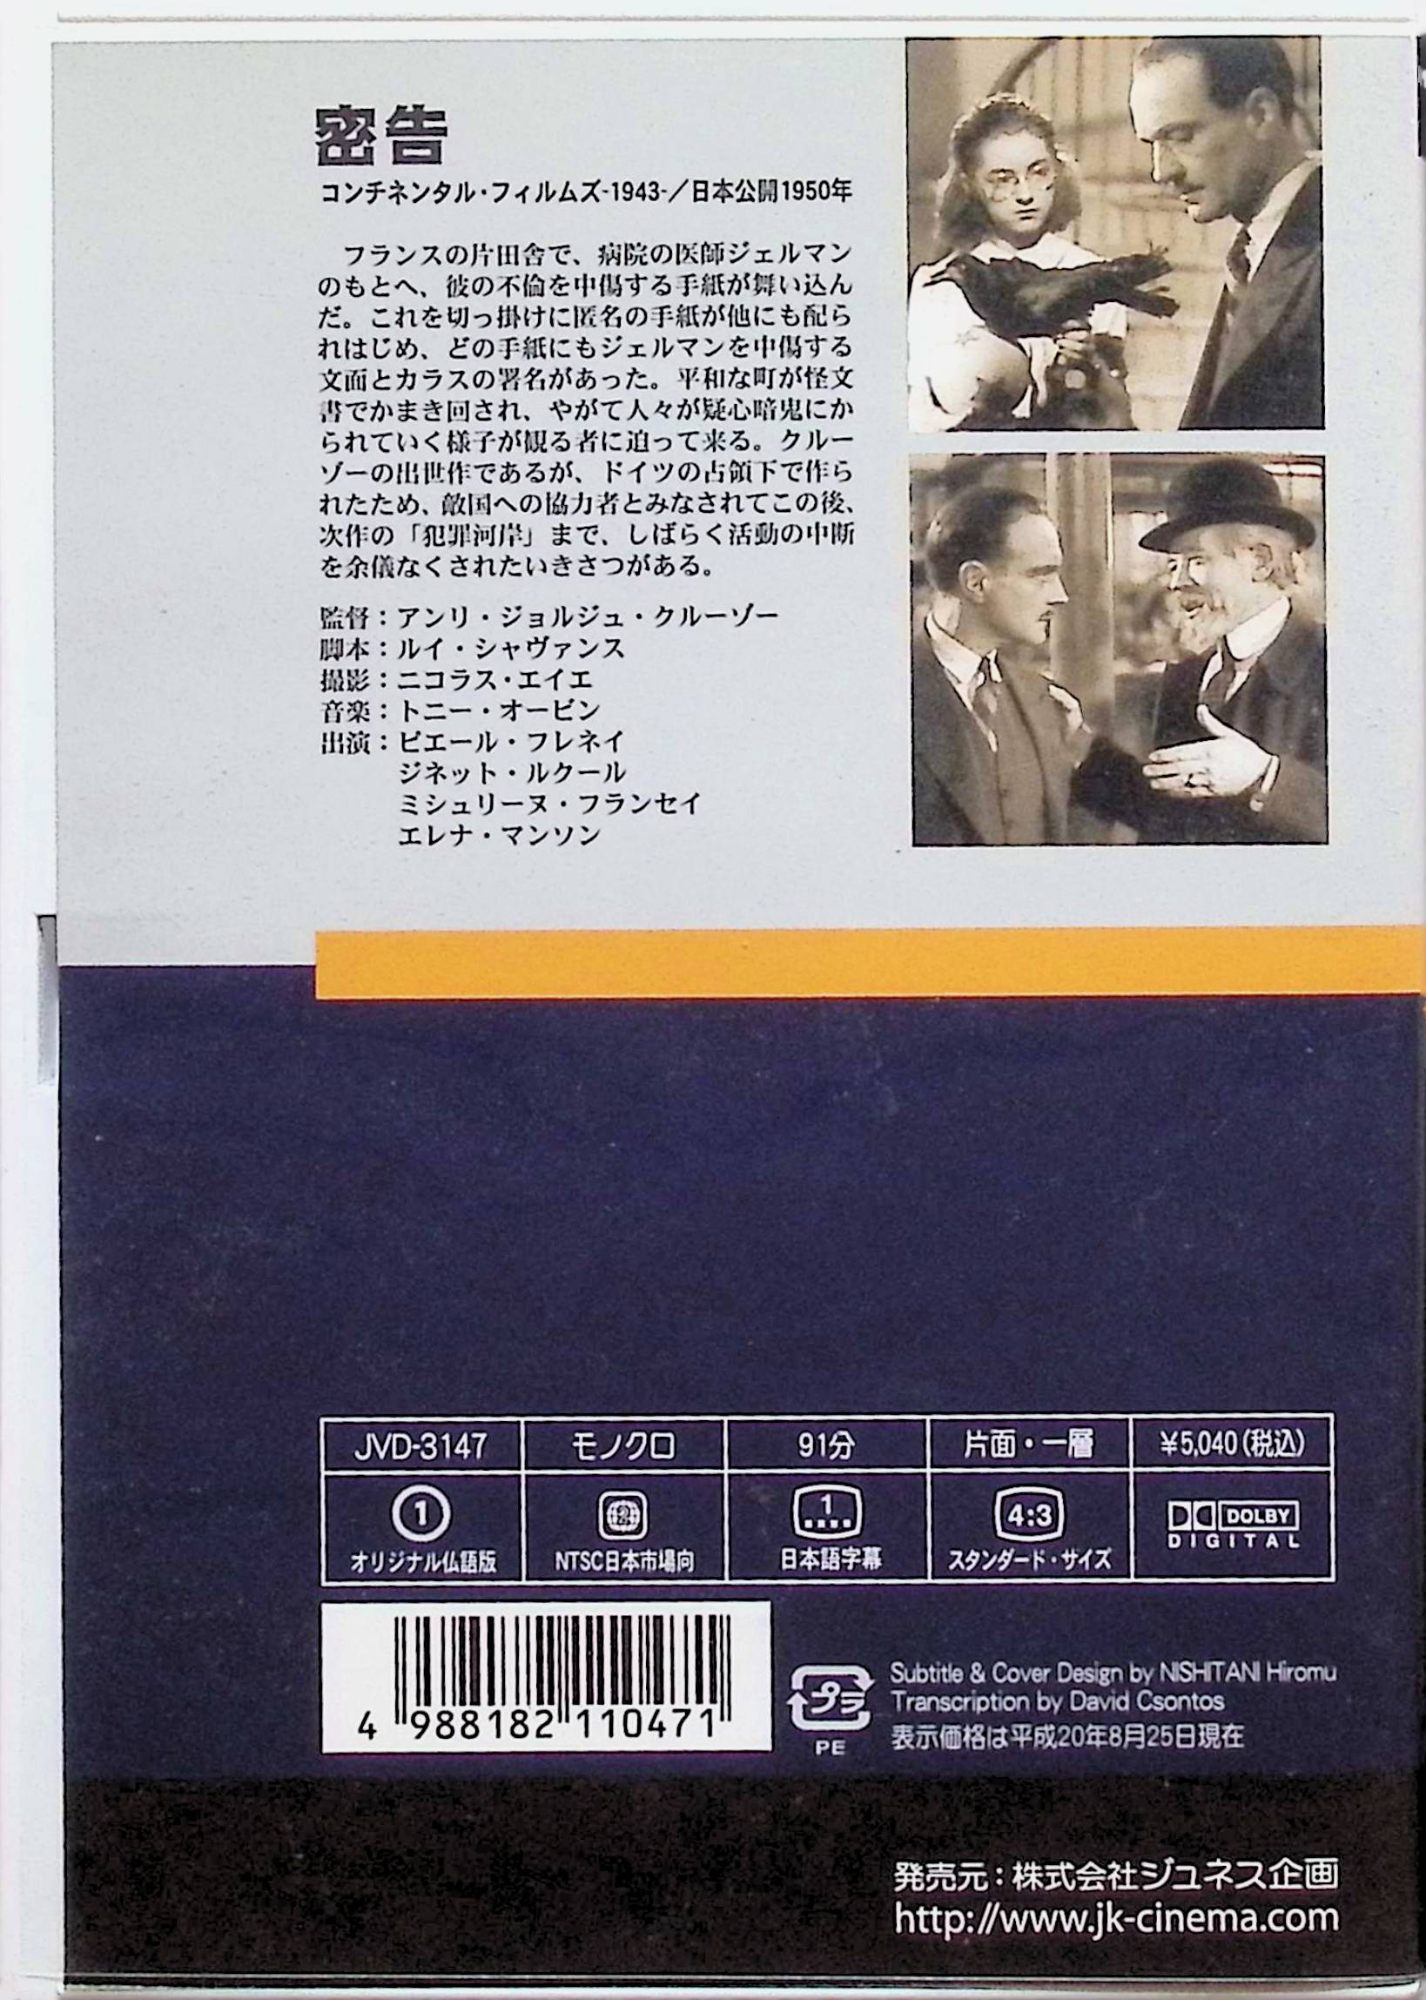 密告
コンチネンタル・フィルムズ-1943-／日本公開1950年
フランスの片田舎で、病院の医師ジェルマン
のもとへ、彼の不倫を中傷する手紙が舞い込ん
だ。これを切っ掛けに匿名の手紙が他にも配ら
れはじめ、どの手紙にもジェルマンを中傷する
文面とカラスの署名があった。平和な町が怪文
書でかまき回され、やがて人々が疑心暗鬼にか
られていく様子が観る者に迫って来る。クルー
ゾーの出世作であるが、ドイツの占領下で作ら
れたため、敵国への協力者とみなされてこの後、
次作の「犯罪河岸」まで、しばらく活動の中断
を余儀なくされたいきさつがある。
監督：アンリ・ジョルジュ・クルーゾー
脚本：ルイ・シャヴァンス
撮影：ニコラス・エイエ
音楽：トニー・オービン
出演：ピエール・フレネイ
ジネット・ルクール
ミシュリーヌ・フランセイ
エレナ・マンソン
JVD-3147 モノクロ 91分 片面・一層 ¥5,040(税込)
1 2 1 4:3 DOLBY
DIGITAL
オリジナル仏語版 NTSC日本市場向 日本語字幕 スタンダード・サイズ
4 988182 110471
プラ
PE
Subtitle & Cover Design by NISHITANI Hiromu
Transcription by David Csontos
表示価格は平成20年8月25日現在
発売元：株式会社ジュネス企画
http://www.jk-cinema.com